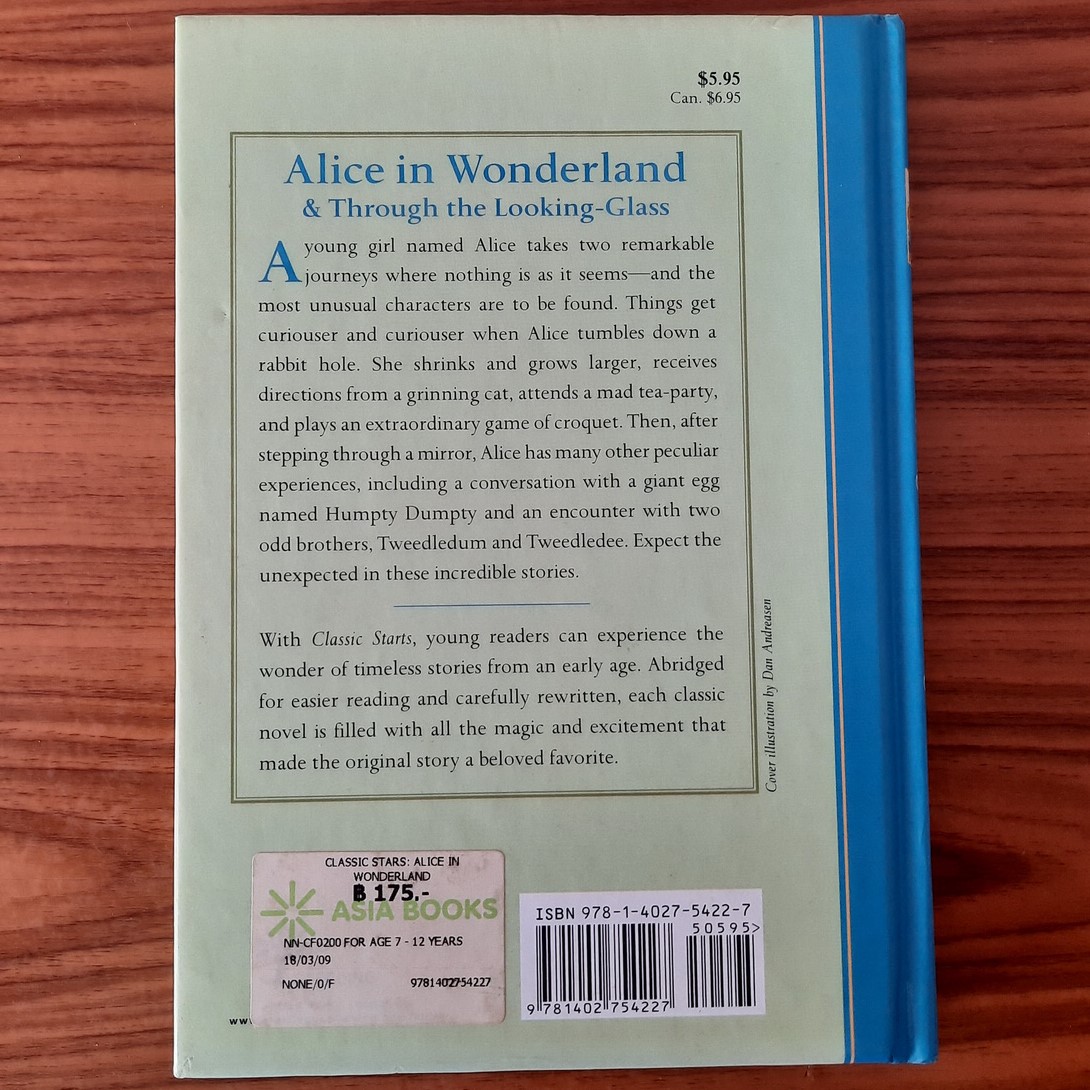 $5.95
Can. $6.95
Alice in Wonderland
& Through the Looking-Glass
A young girl named Alice takes two remarkable
journeys where nothing is as it seems—and the
most unusual characters are to be found. Things get
curiouser and curiouser when Alice tumbles down a
rabbit hole. She shrinks and grows larger, receives
directions from a grinning cat, attends a mad tea-party,
and plays an extraordinary game of croquet. Then, after
stepping through a mirror, Alice has many other peculiar
experiences, including a conversation with a giant egg
named Humpty Dumpty and an encounter with two
odd brothers, Tweedledum and Tweedledee. Expect the
unexpected in these incredible stories.
With Classic Starts, young readers can experience the
wonder of timeless stories from an early age. Abridged
for easier reading and carefully rewritten, each classic
novel is filled with all the magic and excitement that
made the original story a beloved favorite.
Cover illustration by Dan Andreasen
CLASSIC STARS: ALICE IN
WONDERLAND
฿ 175.-
ASIA BOOKS
NN-CF0200 FOR AGE 7 - 12 YEARS
18/03/09
NONE/0/F 9781402754227
ISBN 978-1-4027-5422-7
50595>
9 781402 754227